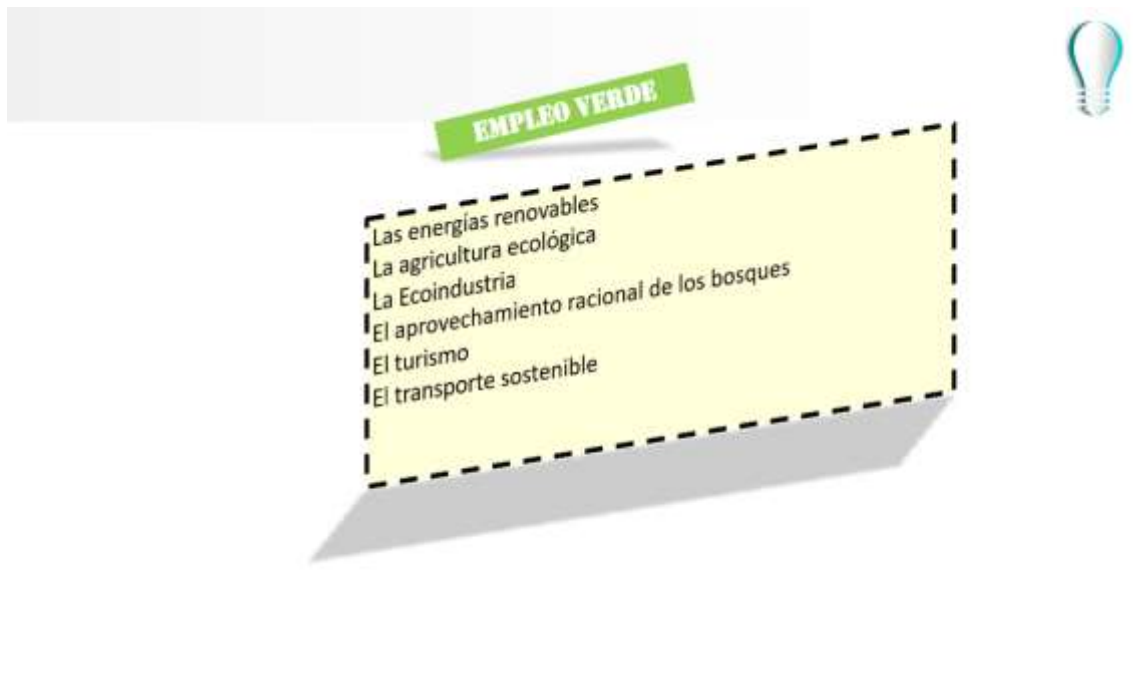 EMPLEO VERDE
Las energías renovables
La agricultura ecológica
La Ecoindustria
El aprovechamiento racional de los bosques
El turismo
El transporte sostenible